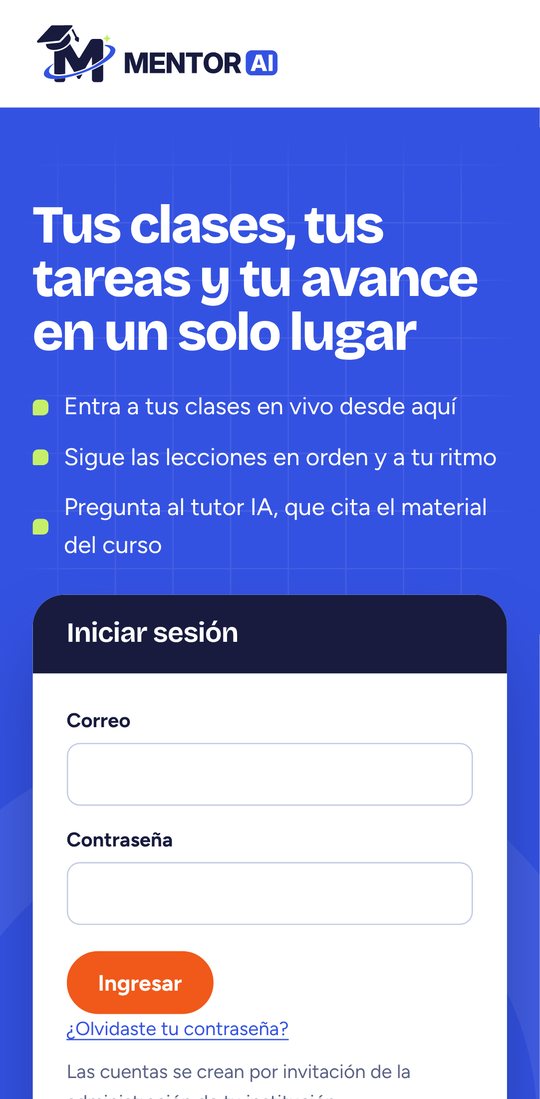 MENTOR AI
Tus clases, tus
tareas y tu avance
en un solo lugar
Entra a tus clases en vivo desde aquí
Sigue las lecciones en orden y a tu ritmo
Pregunta al tutor IA, que cita el material
del curso
Iniciar sesión
Correo
Contraseña
Ingresar
¿Olvidaste tu contraseña?
Las cuentas se crean por invitación de la